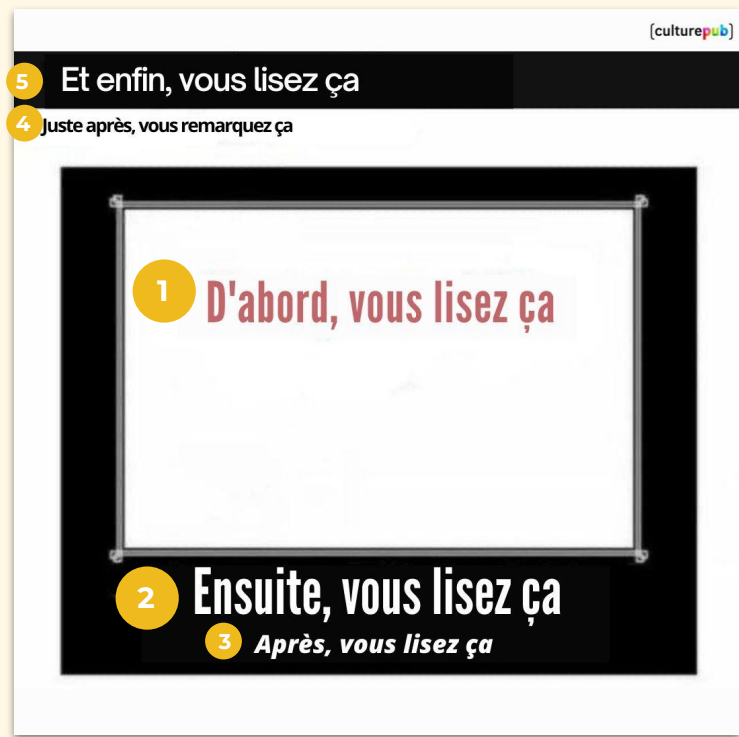 (culturepub)
5 Et enfin, vous lisez ça
4 Juste après, vous remarquez ça
1 D'abord, vous lisez ça
2 Ensuite, vous lisez ça
3 Après, vous lisez ça